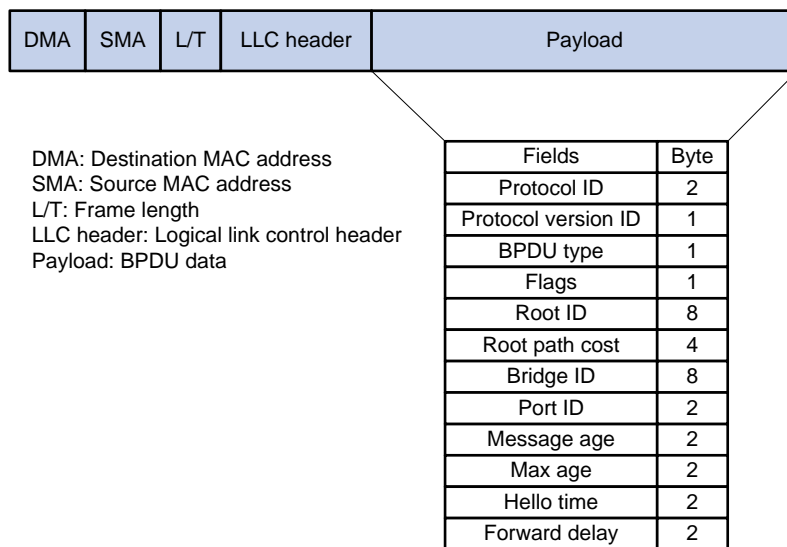 DMA SMA L/T LLC header Payload
DMA: Destination MAC address
SMA: Source MAC address
L/T: Frame length
LLC header: Logical link control header
Payload: BPDU data
Fields Byte
Protocol ID 2
Protocol version ID 1
BPDU type 1
Flags 1
Root ID 8
Root path cost 4
Bridge ID 8
Port ID 2
Message age 2
Max age 2
Hello time 2
Forward delay 2